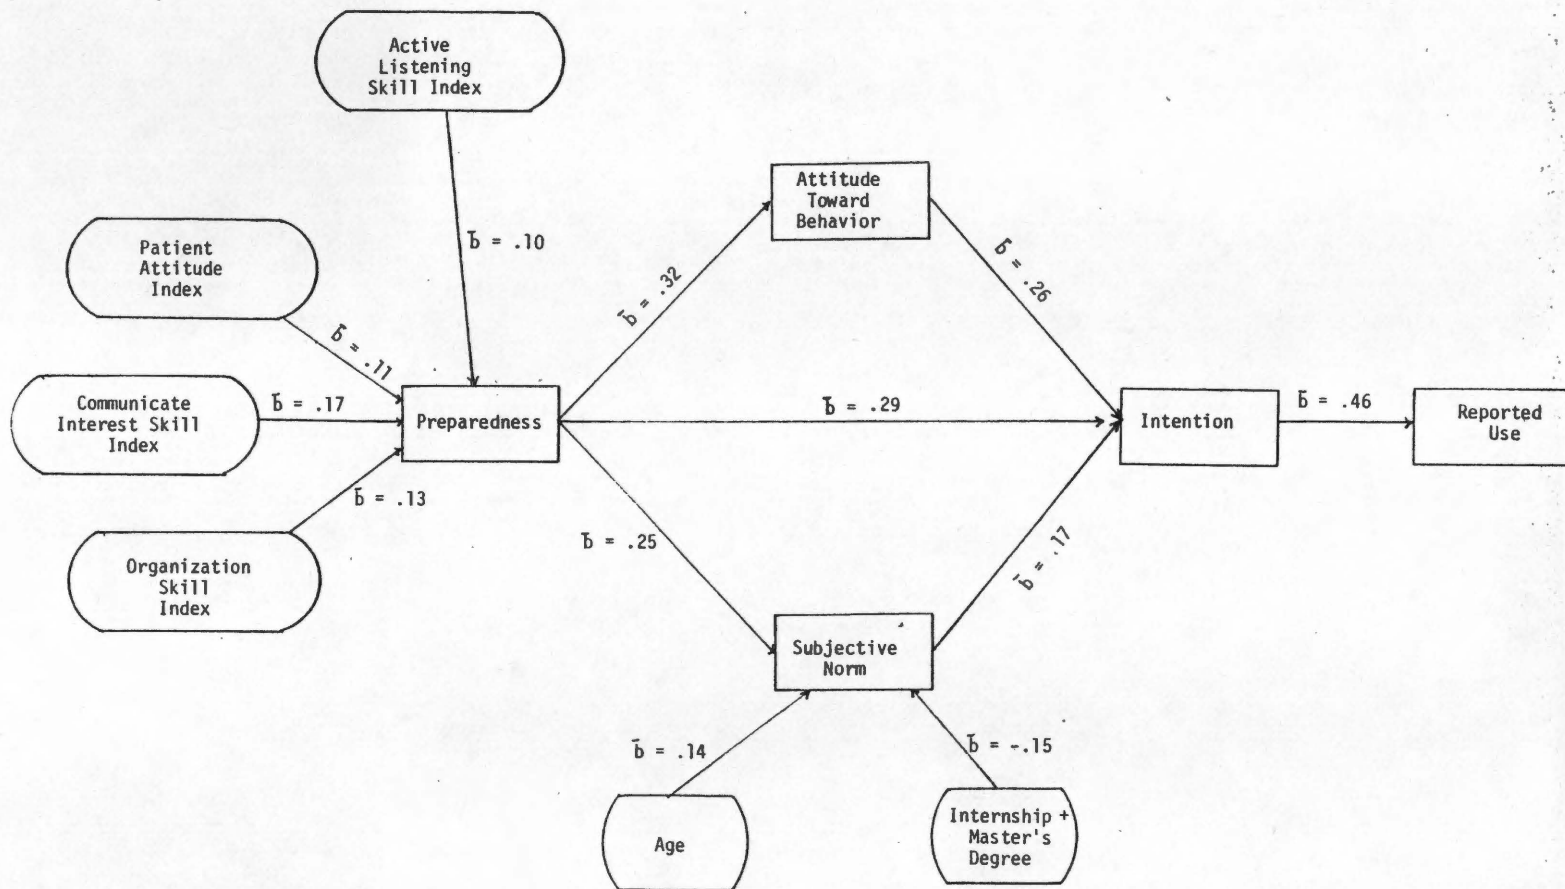 Active
Listening
Skill Index
Patient
Attitude
Index
b̄ = .10
Attitude
Toward
Behavior
b̄ = .32
b̄ = .26
b̄ = .11
Communicate
Interest Skill
Index
b̄ = .17
Preparedness
b̄ = .29
Intention
b̄ = .46
Reported
Use
b̄ = .13
Organization
Skill
Index
b̄ = .25
b̄ = .17
Subjective
Norm
b̄ = .14
b̄ = -.15
Age
Internship +
Master's
Degree